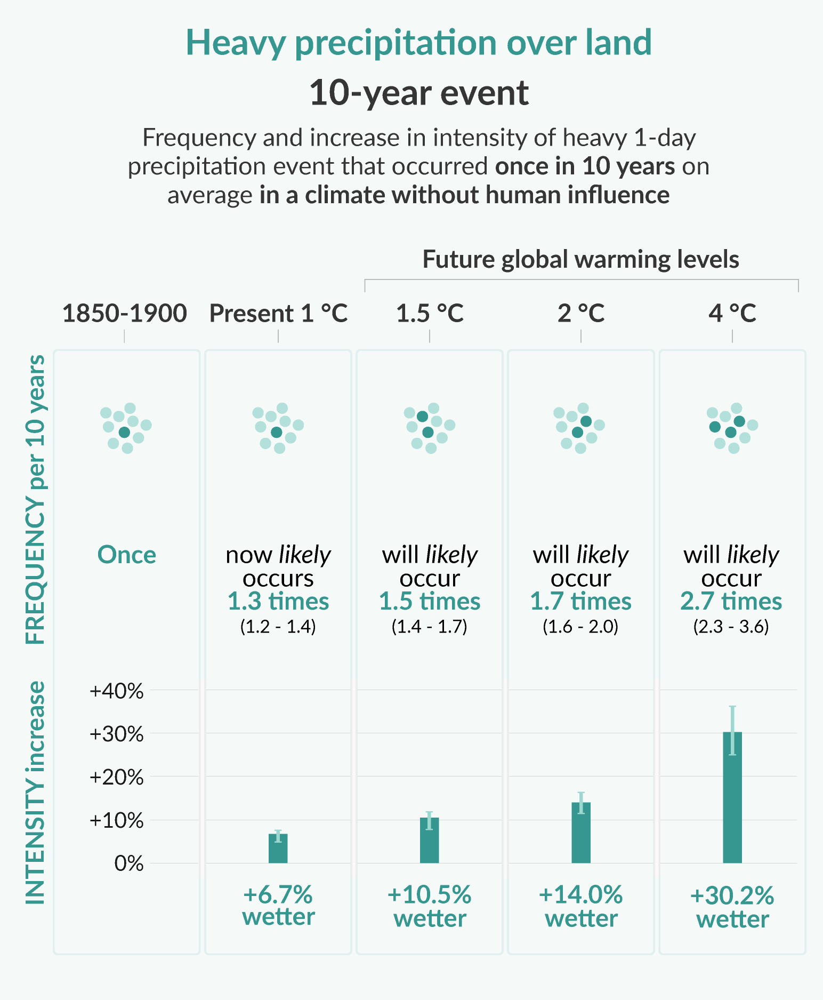 Heavy precipitation over land
10-year event
Frequency and increase in intensity of heavy 1-day
precipitation event that occurred once in 10 years on
average in a climate without human influence
Future global warming levels
1850-1900
Present 1 °C
1.5 °C
2 °C
4 °C
FREQUENCY per 10 years
Once
now likely
occurs
1.3 times
(1.2 - 1.4)
will likely
occur
1.5 times
(1.4 - 1.7)
will likely
occur
1.7 times
(1.6 - 2.0)
will likely
occur
2.7 times
(2.3 - 3.6)
INTENSITY increase
+40%
+30%
+20%
+10%
0%
+6.7%
wetter
+10.5%
wetter
+14.0%
wetter
+30.2%
wetter